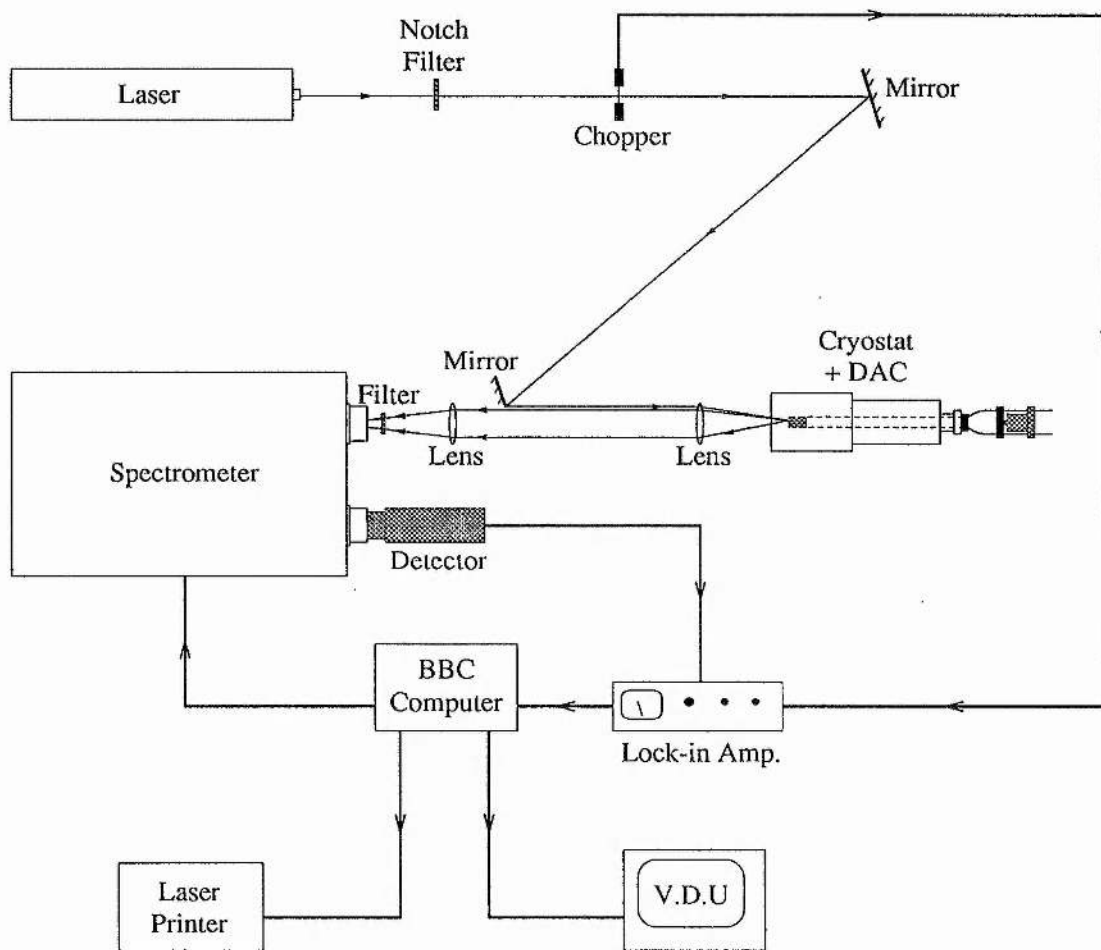 Notch
Filter
Laser
Mirror
Chopper
Cryostat
+ DAC
Mirror
Filter
Lens
Lens
Spectrometer
Detector
BBC
Computer
Lock-in Amp.
Laser
Printer
V.D.U